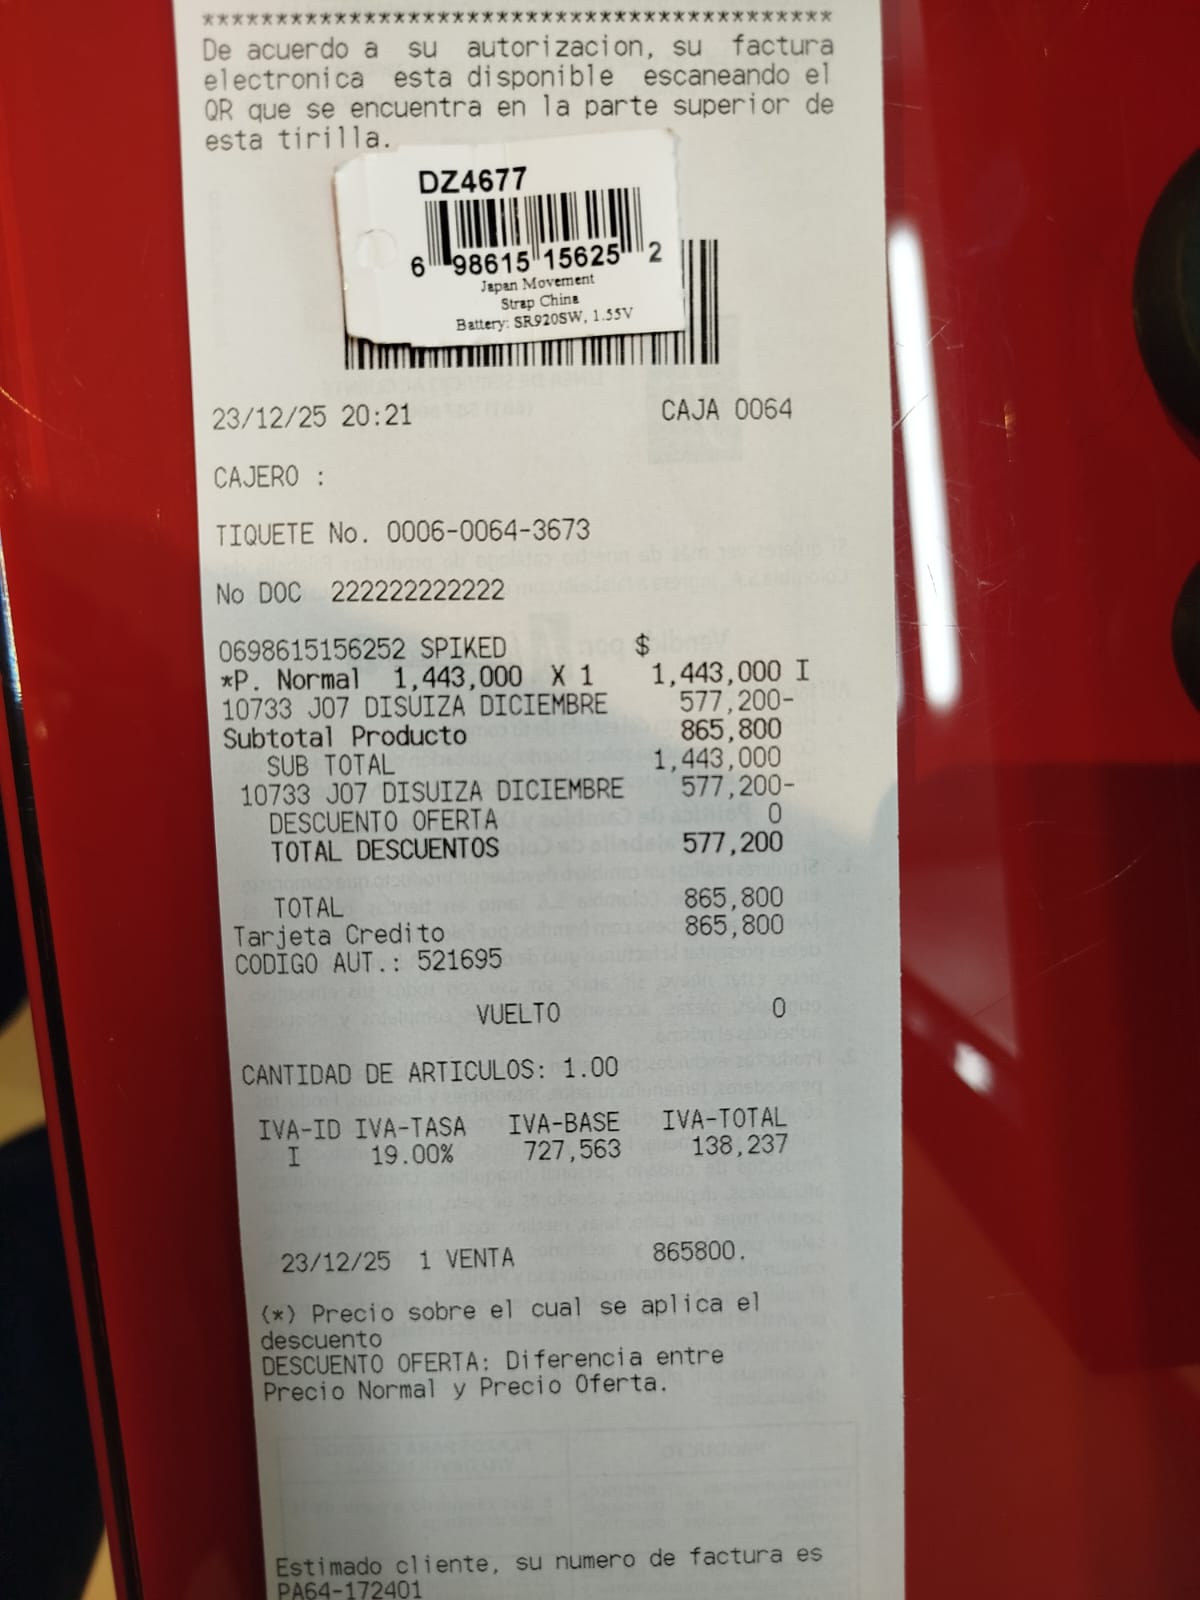 ****************************************
De acuerdo a su autorizacion, su factura
electronica esta disponible escaneando el
QR que se encuentra en la parte superior de
esta tirilla.
DZ4677
6 98615 15625 2
Japan Movement
Strap China
Battery: SR920SW, 1.55V
23/12/25 20:21 CAJA 0064
CAJERO :
TIQUETE No. 0006-0064-3673
No DOC 222222222222
0698615156252 SPIKED $
*P. Normal 1,443,000 X 1 1,443,000 I
10733 J07 DISUIZA DICIEMBRE 577,200-
Subtotal Producto 865,800
SUB TOTAL 1,443,000
10733 J07 DISUIZA DICIEMBRE 577,200-
DESCUENTO OFERTA 0
TOTAL DESCUENTOS 577,200
TOTAL 865,800
Tarjeta Credito 865,800
CODIGO AUT.: 521695
VUELTO 0
CANTIDAD DE ARTICULOS: 1.00
IVA-ID IVA-TASA IVA-BASE IVA-TOTAL
I 19.00% 727,563 138,237
23/12/25 1 VENTA 865800.
(*) Precio sobre el cual se aplica el
descuento
DESCUENTO OFERTA: Diferencia entre
Precio Normal y Precio Oferta.
Estimado cliente, su numero de factura es
PA64-172401